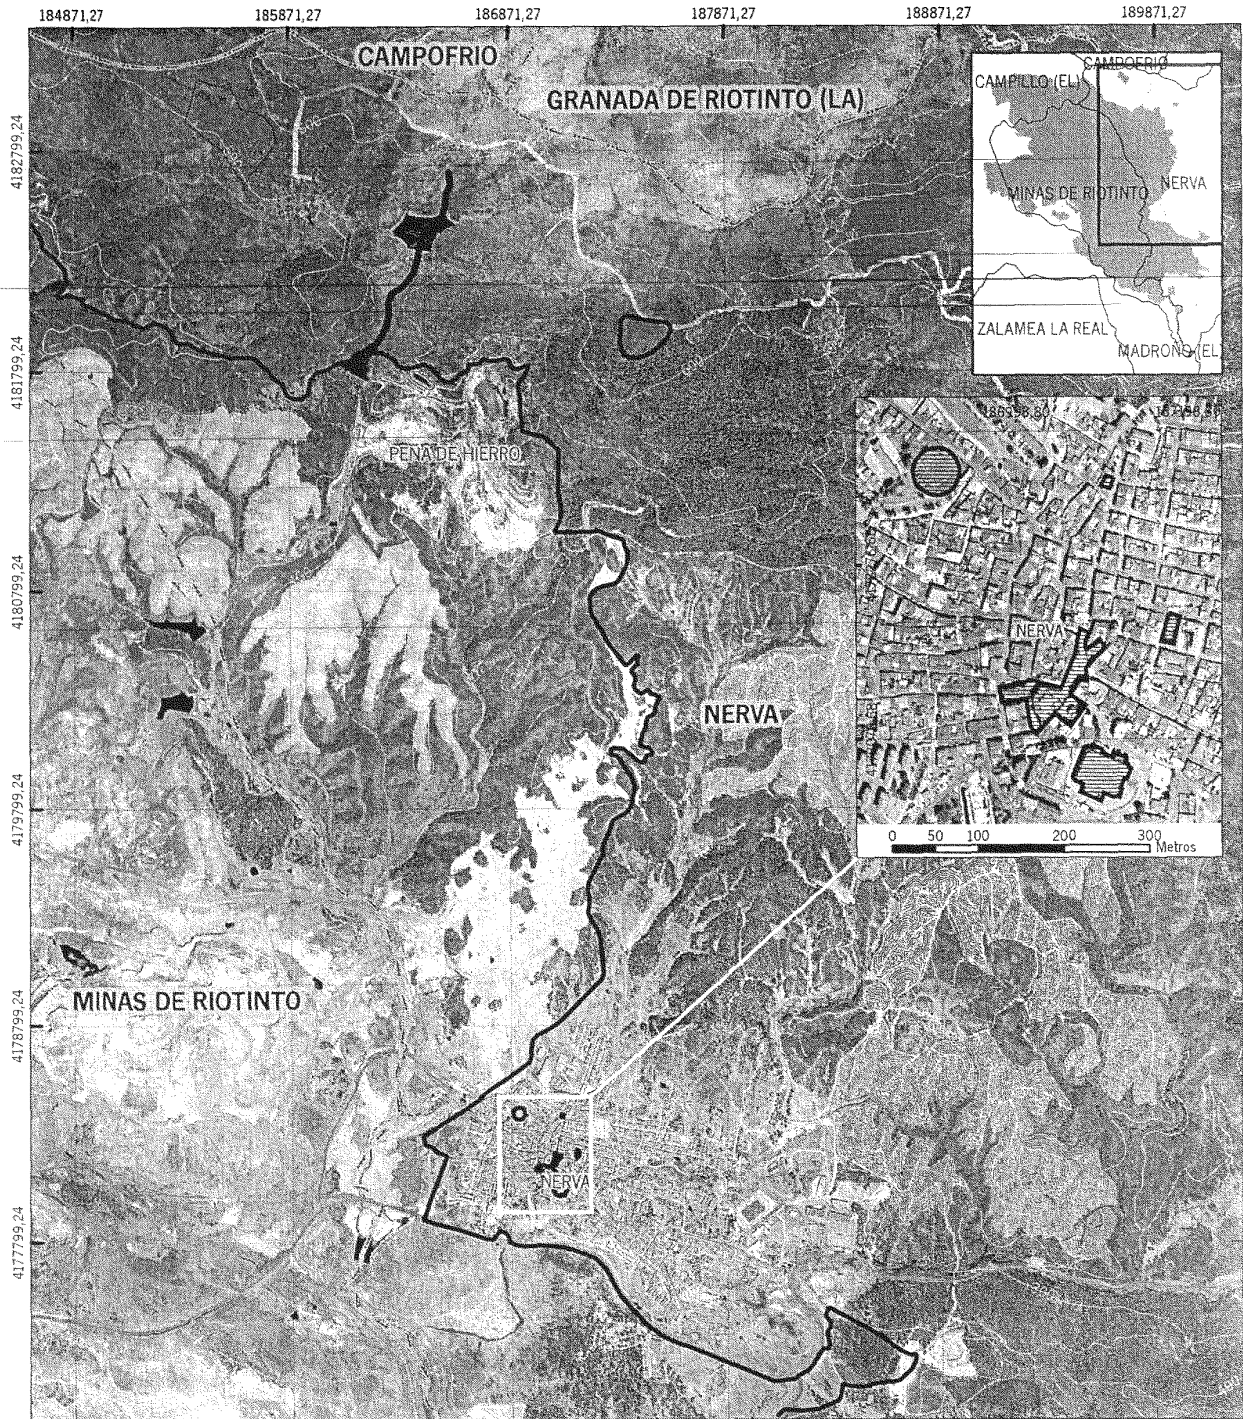 184871,27 185871,27 186871,27 187871,27 188871,27 189871,27
CAMPOFRIO
GRANADA DE RIOTINTO (LA)
CAMPOFRIO
CAMPILLO (EL)
MINAS DE RIOTINTO
NERVA
ZALAMEA LA REAL
MADROÑO (EL)
4182799,24
4181799,24
4180799,24
4179799,24
4178799,24
4177799,24
PEÑA DE HIERRO
NERVA
NERVA
0 50 100 200 300
Metros
MINAS DE RIOTINTO
NERVA